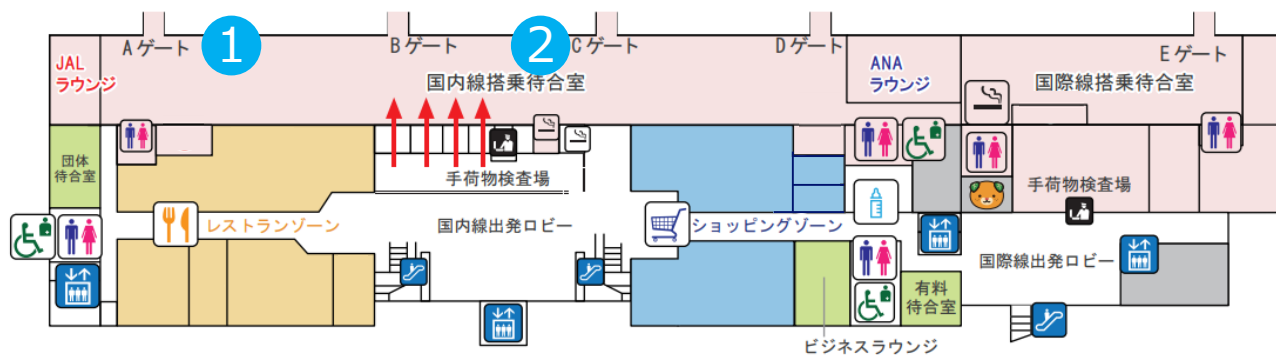 Aゲート
1
Bゲート
2
Cゲート
Dゲート
Eゲート
JAL
ラウンジ
国内線搭乗待合室
ANA
ラウンジ
国際線搭乗待合室
団体
待合室
手荷物検査場
手荷物検査場
レストランゾーン
国内線出発ロビー
ショッピングゾーン
国際線出発ロビー
有料
待合室
ビジネスラウンジ